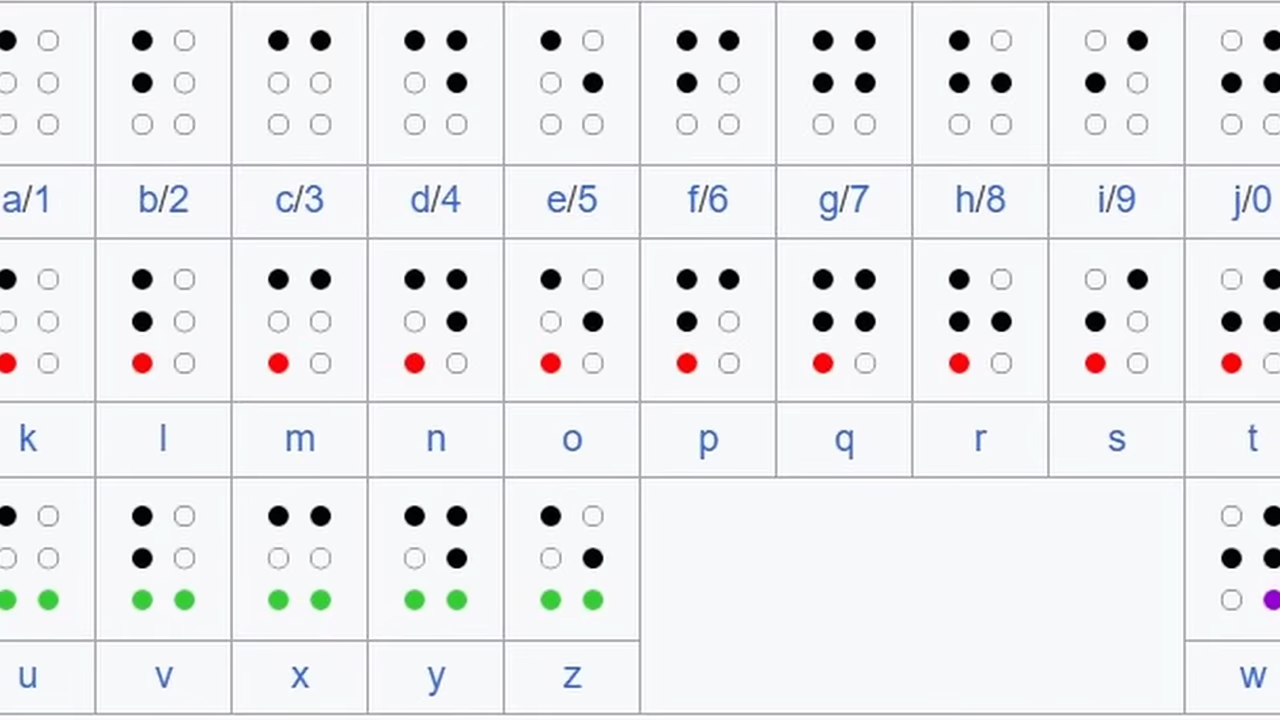 a/1 b/2 c/3 d/4 e/5 f/6 g/7 h/8 i/9 j/0
k l m n o p q r s t
u v x y z w